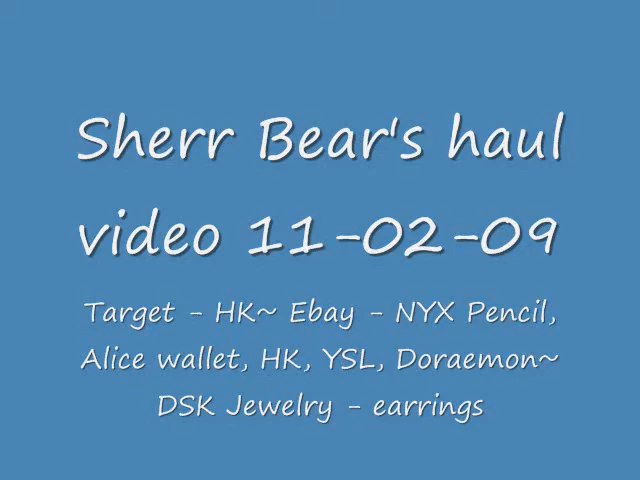 Sherr Bear's haul
video 11-02-09
Target - HK~ Ebay - NYX Pencil,
Alice wallet, HK, YSL, Doraemon~
DSK Jewelry - earrings